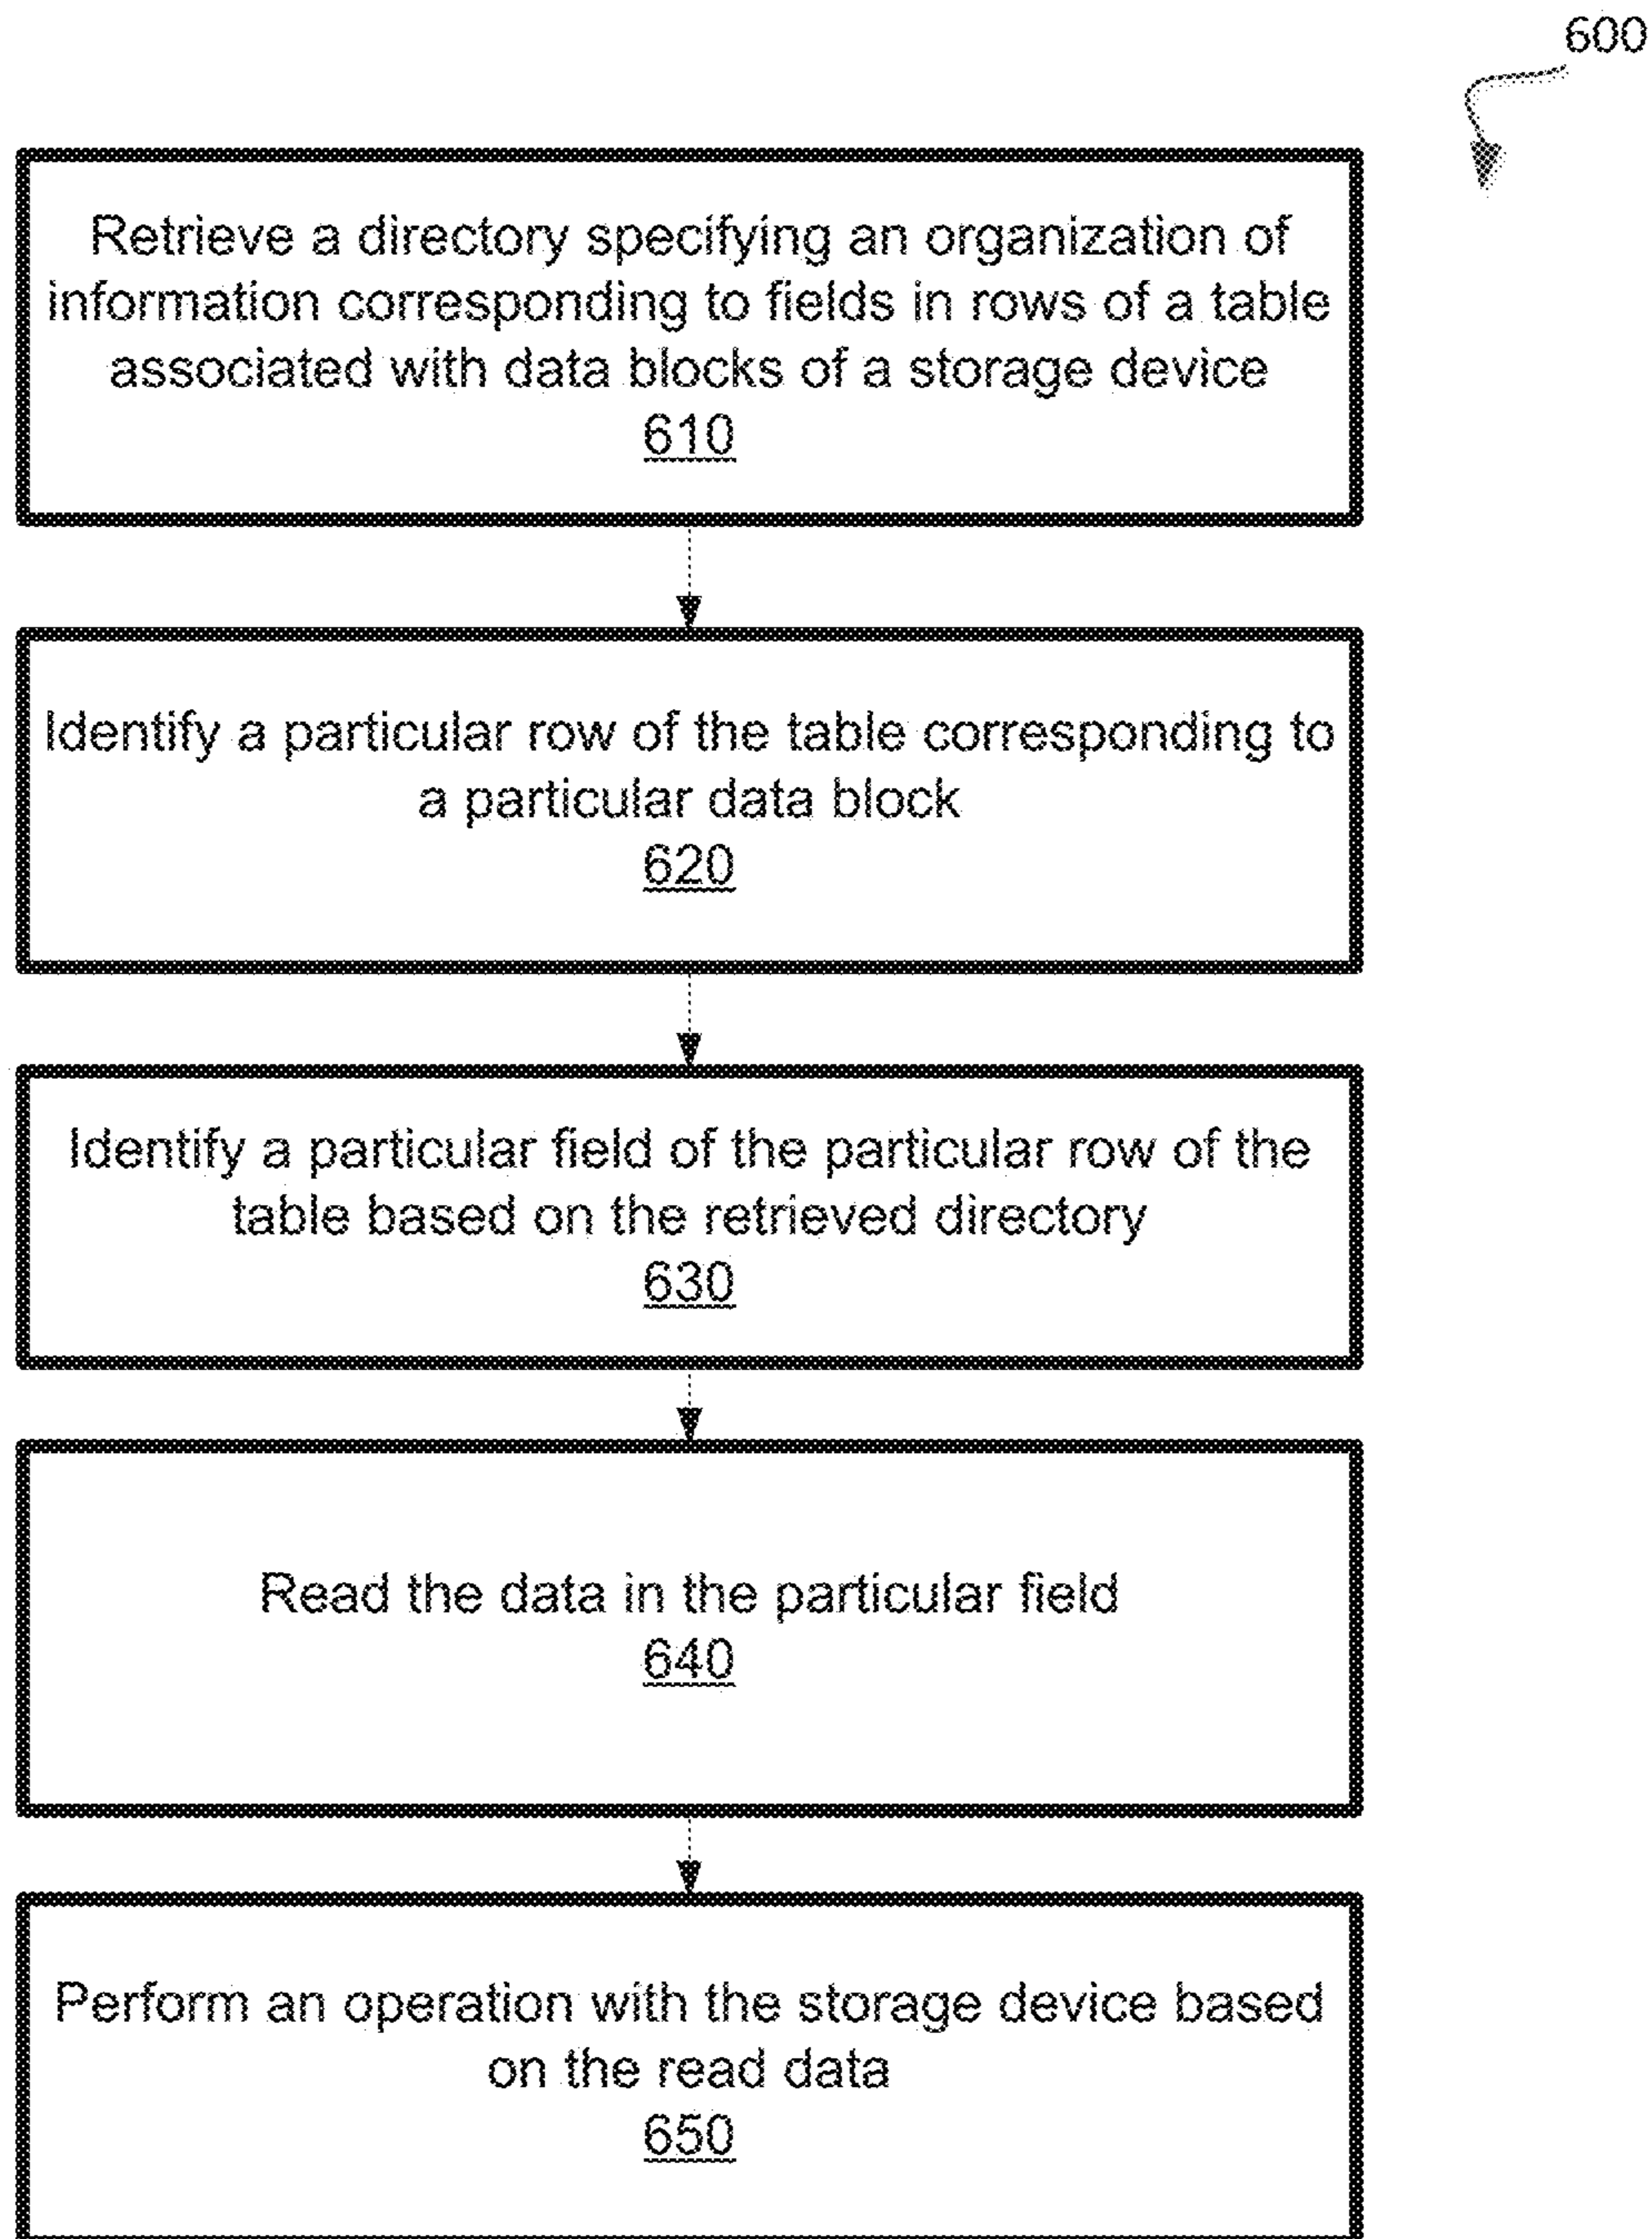 600
Retrieve a directory specifying an organization of
information corresponding to fields in rows of a table
associated with data blocks of a storage device
610
Identify a particular row of the table corresponding to
a particular data block
620
Identify a particular field of the particular row of the
table based on the retrieved directory
630
Read the data in the particular field
640
Perform an operation with the storage device based
on the read data
650